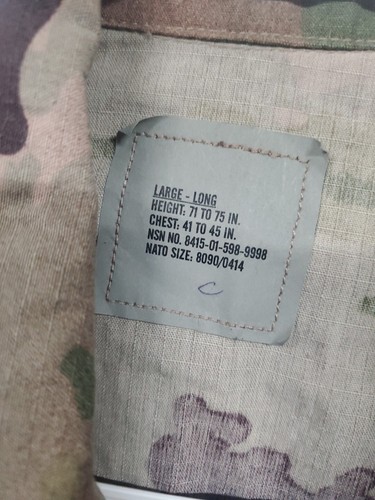 LARGE - LONG
HEIGHT: 71 TO 75 IN.
CHEST: 41 TO 45 IN.
NSN NO. 8415-01-598-9998
NATO SIZE: 8090/0414
C